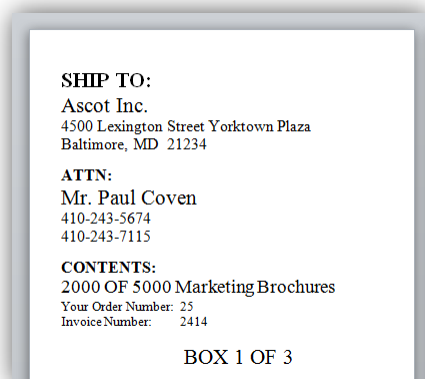 SHIP TO:
Ascot Inc.
4500 Lexington Street Yorktown Plaza
Baltimore, MD  21234
ATTN:
Mr. Paul Coven
410-243-5674
410-243-7115
CONTENTS:
2000 OF 5000 Marketing Brochures
Your Order Number: 25
Invoice Number: 2414
BOX 1 OF 3